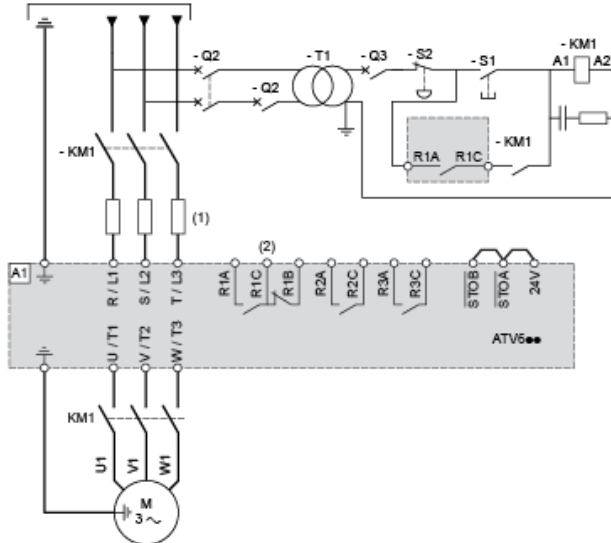 - Q2
- T1
- Q3
- S2
- S1
- KM1
A1
A2
- Q2
- KM1
R1A
R1C
- KM1
(1)
(2)
A1
R / L1
S / L2
T / L3
R1A
R1C
R1B
R2A
R2C
R3A
R3C
STOB
STOA
24V
U / T1
V / T2
W / T3
ATV6●●
KM1
U1
V1
W1
M
3 ~